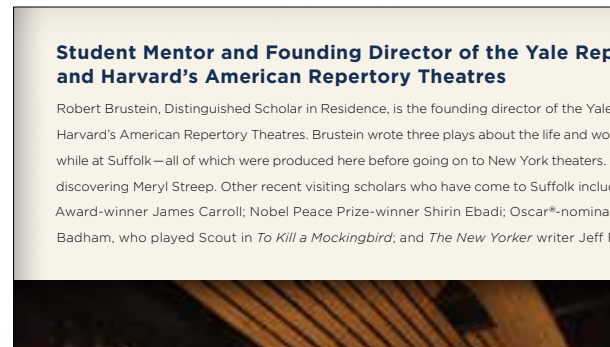 Student Mentor and Founding Director of the Yale Rep
and Harvard’s American Repertory Theatres
Robert Brustein, Distinguished Scholar in Residence, is the founding director of the Yale
Harvard’s American Repertory Theatres. Brustein wrote three plays about the life and wo
while at Suffolk—all of which were produced here before going on to New York theaters.
discovering Meryl Streep. Other recent visiting scholars who have come to Suffolk inclu
Award-winner James Carroll; Nobel Peace Prize-winner Shirin Ebadi; Oscar®-nomina
Badham, who played Scout in To Kill a Mockingbird; and The New Yorker writer Jeff